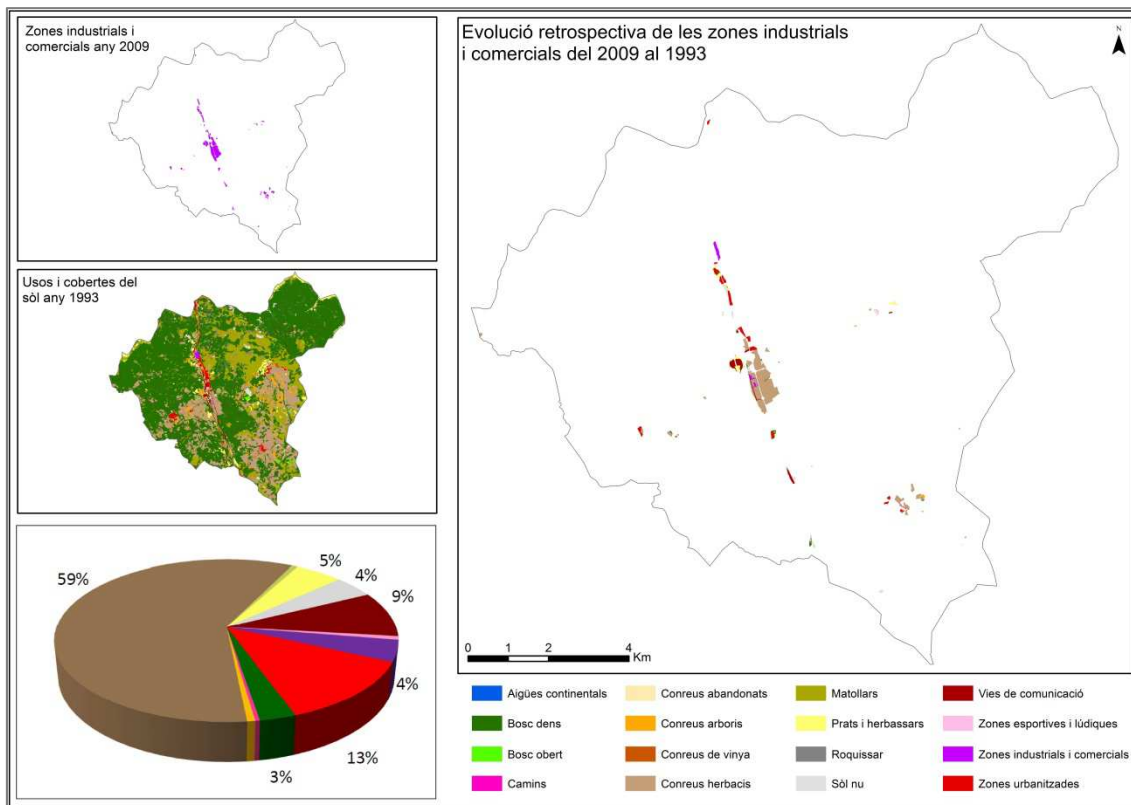 Zones industrials i
comercials any 2009
Evolució retrospectiva de les zones industrials
i comercials del 2009 al 1993
N
Usos i cobertes del
sòl any 1993
59%
5%
4%
9%
4%
13%
3%
0 1 2 4
Km
Aigües continentals
Bosc dens
Bosc obert
Camins
Conreus abandonats
Conreus arboris
Conreus de vinya
Conreus herbacis
Matollars
Prats i herbassars
Roquissar
Sòl nu
Vies de comunicació
Zones esportives i lúdiques
Zones industrials i comercials
Zones urbanitzades